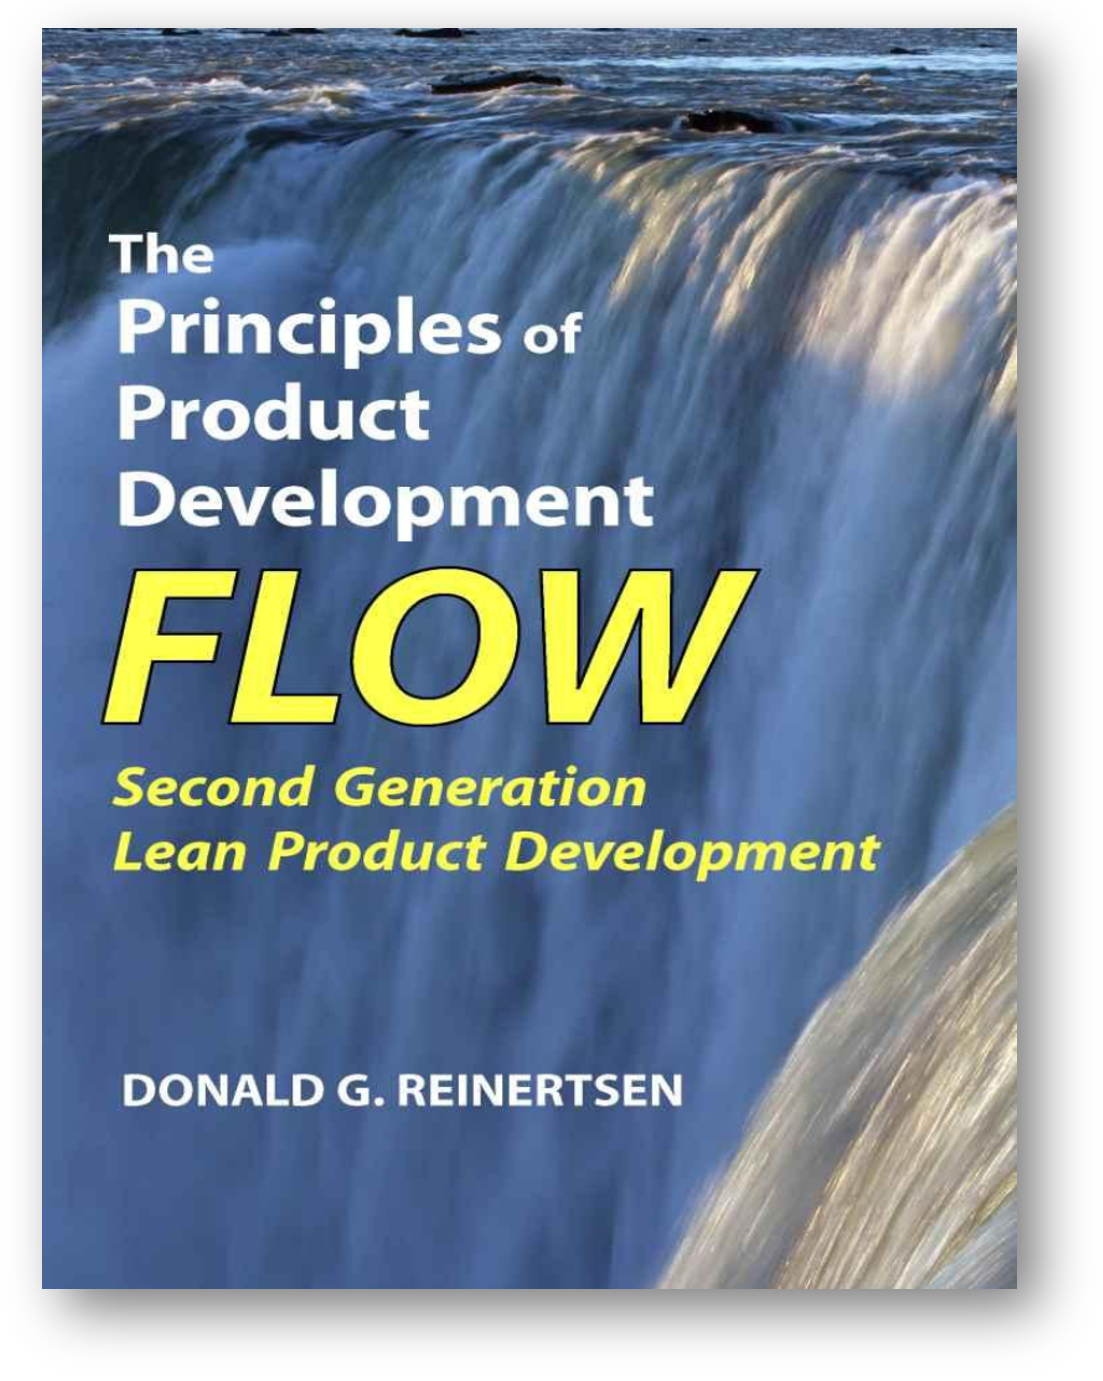 The
Principles of
Product
Development
FLOW
Second Generation
Lean Product Development
DONALD G. REINERTSEN